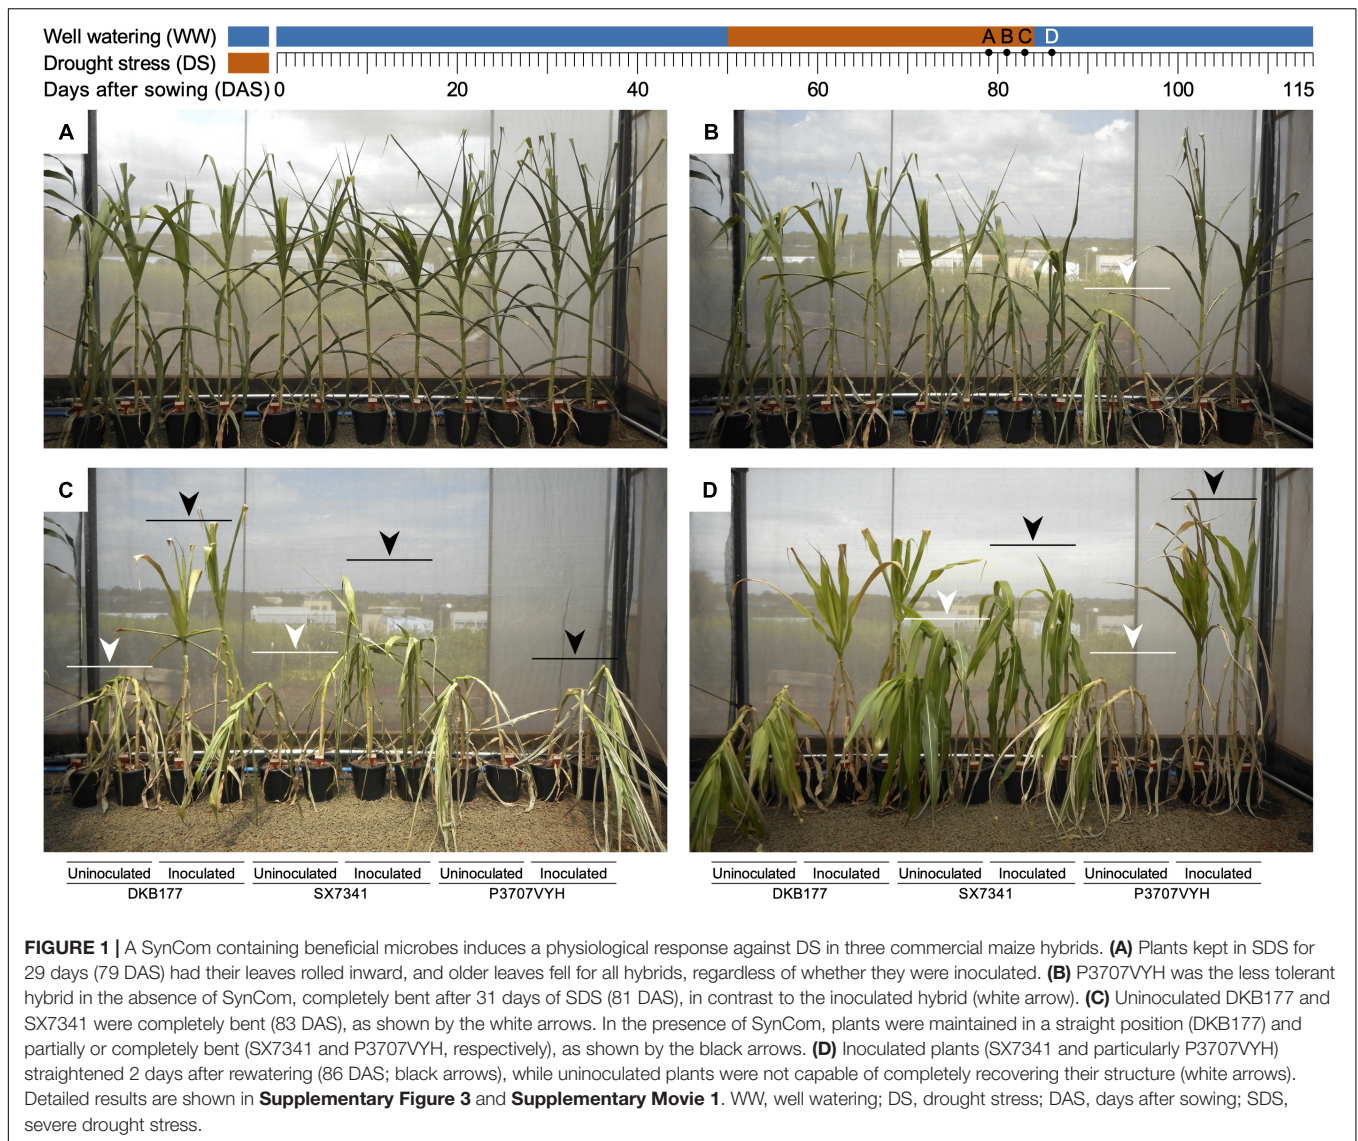 Well watering (WW)
A B C D
Drought stress (DS)
Days after sowing (DAS) 0 20 40 60 80 100 115
A
B
C
D
Uninoculated Inoculated Uninoculated Inoculated Uninoculated Inoculated
DKB177 SX7341 P3707VYH
Uninoculated Inoculated Uninoculated Inoculated Uninoculated Inoculated
DKB177 SX7341 P3707VYH
FIGURE 1 | A SynCom containing beneficial microbes induces a physiological response against DS in three commercial maize hybrids. (A) Plants kept in SDS for
29 days (79 DAS) had their leaves rolled inward, and older leaves fell for all hybrids, regardless of whether they were inoculated. (B) P3707VYH was the less tolerant
hybrid in the absence of SynCom, completely bent after 31 days of SDS (81 DAS), in contrast to the inoculated hybrid (white arrow). (C) Uninoculated DKB177 and
SX7341 were completely bent (83 DAS), as shown by the white arrows. In the presence of SynCom, plants were maintained in a straight position (DKB177) and
partially or completely bent (SX7341 and P3707VYH, respectively), as shown by the black arrows. (D) Inoculated plants (SX7341 and particularly P3707VYH)
straightened 2 days after rewatering (86 DAS; black arrows), while uninoculated plants were not capable of completely recovering their structure (white arrows).
Detailed results are shown in Supplementary Figure 3 and Supplementary Movie 1. WW, well watering; DS, drought stress; DAS, days after sowing; SDS,
severe drought stress.